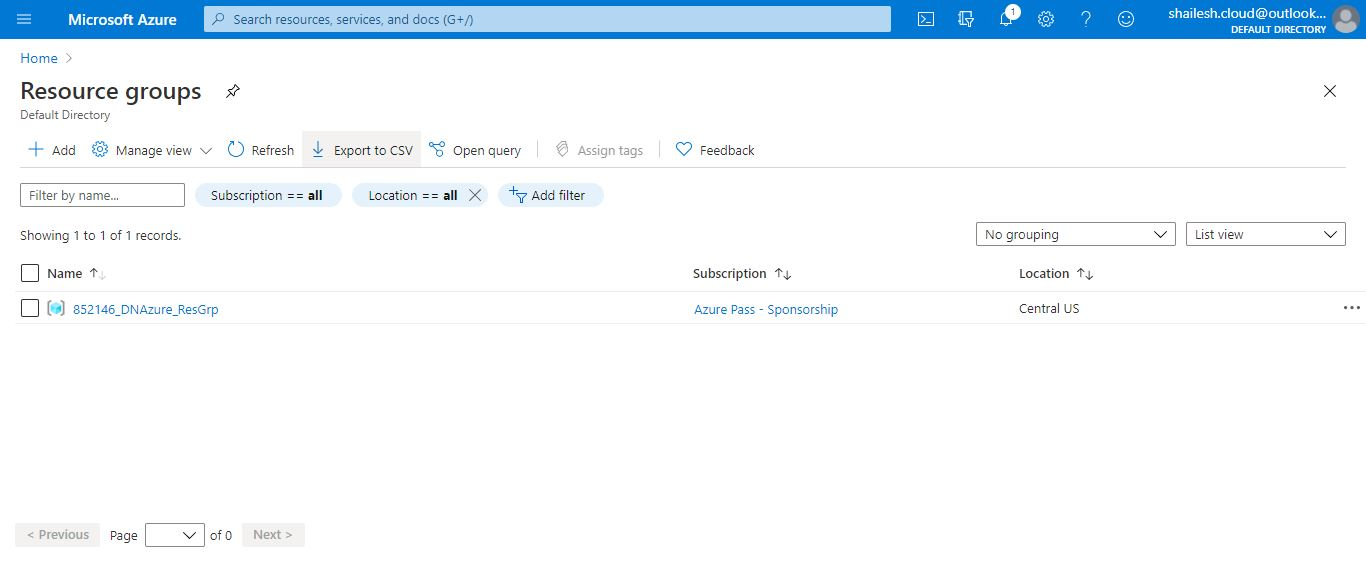 Microsoft Azure
Search resources, services, and docs (G+/)
1
shailesh.cloud@outlook...
DEFAULT DIRECTORY
Home
Resource groups
Default Directory
Add
Manage view
Refresh
Export to CSV
Open query
Assign tags
Feedback
Filter by name...
Subscription == all
Location == all
Add filter
Showing 1 to 1 of 1 records.
No grouping
List view
Name
Subscription
Location
852146_DNAzure_ResGrp
Azure Pass - Sponsorship
Central US
< Previous
Page
of 0
Next >